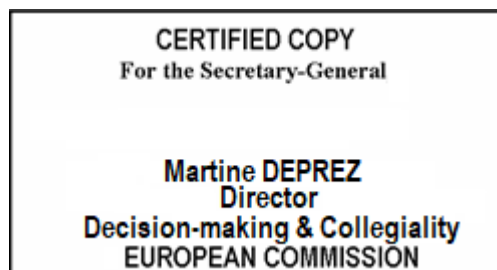 CERTIFIED COPY
For the Secretary-General
Martine DEPREZ
Director
Decision-making & Collegiality
EUROPEAN COMMISSION